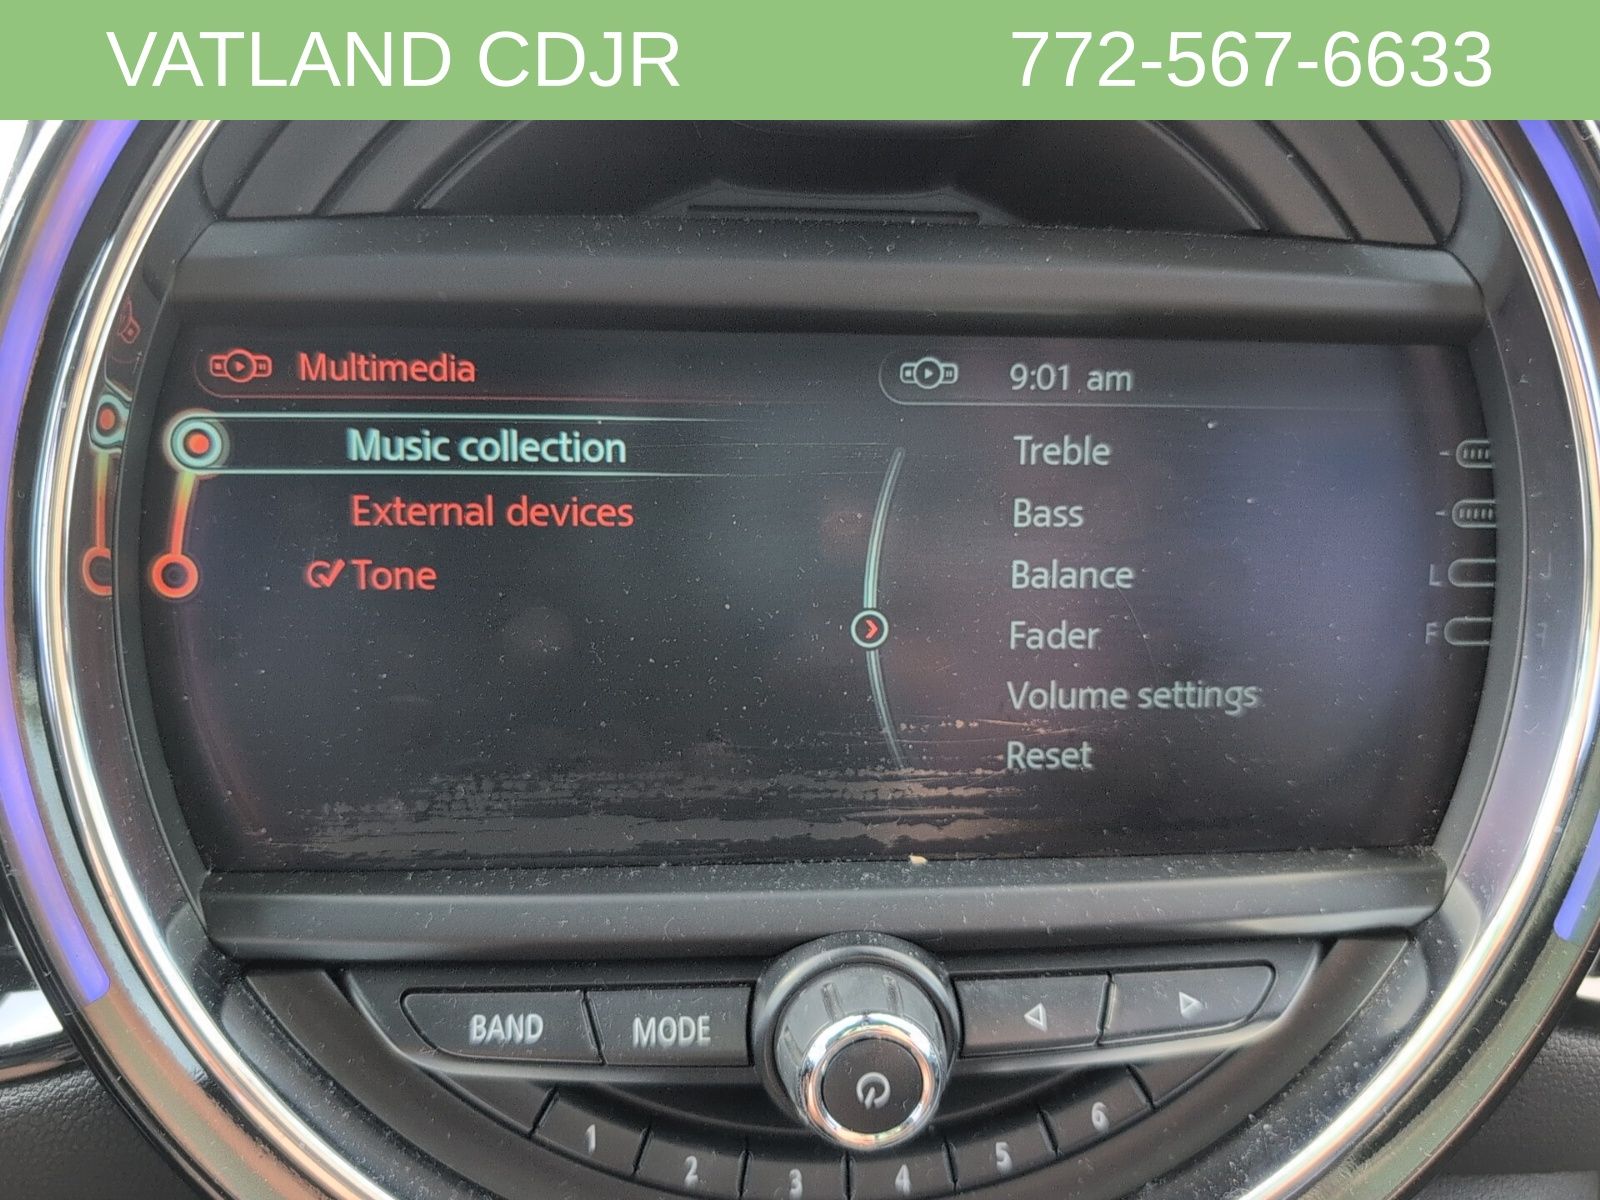 VATLAND CDJR 772-567-6633
Multimedia
Music collection
External devices
Tone
9:01 am
Treble
Bass
Balance L
Fader F
Volume settings
Reset
BAND MODE
1 2 3 4 5 6